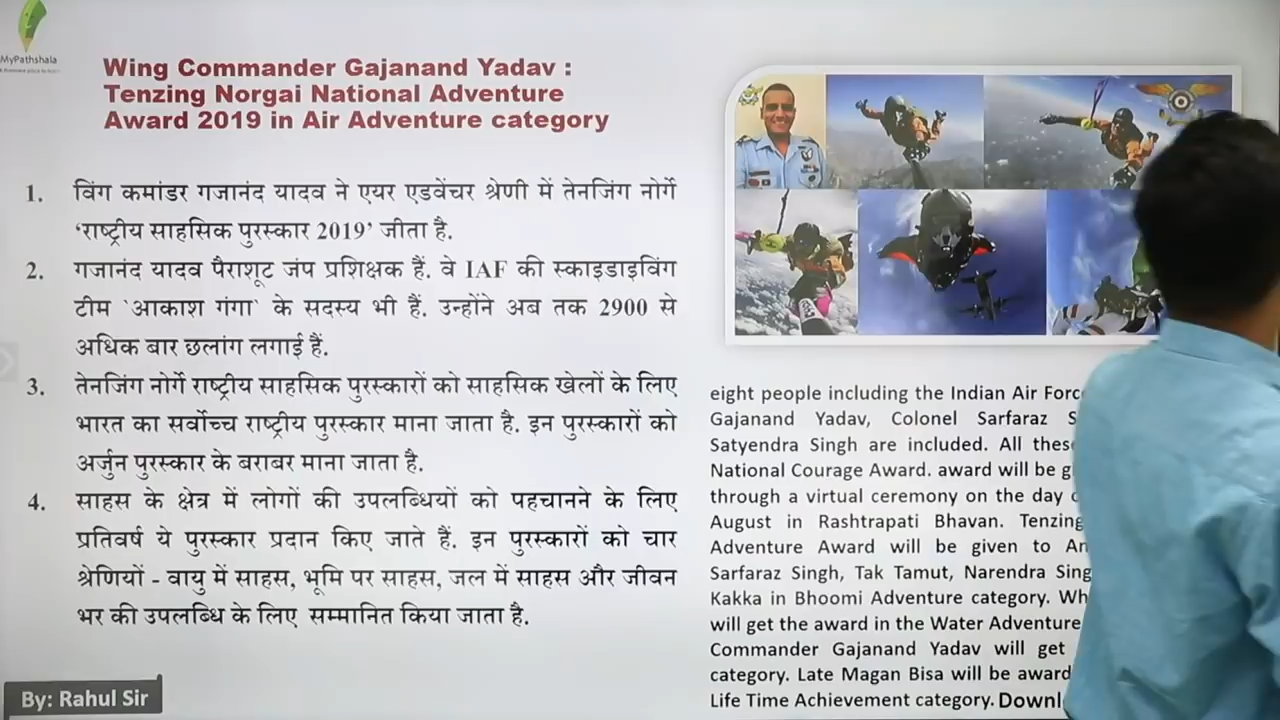 MyPathshala
Wing Commander Gajanand Yadav :
Tenzing Norgai National Adventure
Award 2019 in Air Adventure category
1. विंग कमांडर गजानंद यादव ने एयर एडवेंचर श्रेणी में तेनजिंग नोर्गे
‘राष्ट्रीय साहसिक पुरस्कार 2019’ जीता है.
2. गजानंद यादव पैराशूट जंप प्रशिक्षक हैं. वे IAF की स्काइडाइविंग
टीम `आकाश गंगा` के सदस्य भी हैं. उन्होंने अब तक 2900 से
अधिक बार छलांग लगाई हैं.
3. तेनजिंग नोर्गे राष्ट्रीय साहसिक पुरस्कारों को साहसिक खेलों के लिए
भारत का सर्वोच्च राष्ट्रीय पुरस्कार माना जाता है. इन पुरस्कारों को
अर्जुन पुरस्कार के बराबर माना जाता है.
4. साहस के क्षेत्र में लोगों की उपलब्धियों को पहचानने के लिए
प्रतिवर्ष ये पुरस्कार प्रदान किए जाते हैं. इन पुरस्कारों को चार
श्रेणियों - वायु में साहस, भूमि पर साहस, जल में साहस और जीवन
भर की उपलब्धि के लिए सम्मानित किया जाता है.
eight people including the Indian Air
Gajanand Yadav, Colonel Sarfaraz
Satyendra Singh are included. All
National Courage Award. award will be
through a virtual ceremony on the day
August in Rashtrapati Bhavan. Tenzing
Adventure Award will be given to
Sarfaraz Singh, Tak Tamut, Narendra
Kakka in Bhoomi Adventure category.
will get the award in the Water Adventure
Commander Gajanand Yadav will get
category. Late Magan Bisa will be
Life Time Achievement category.
By: Rahul Sir